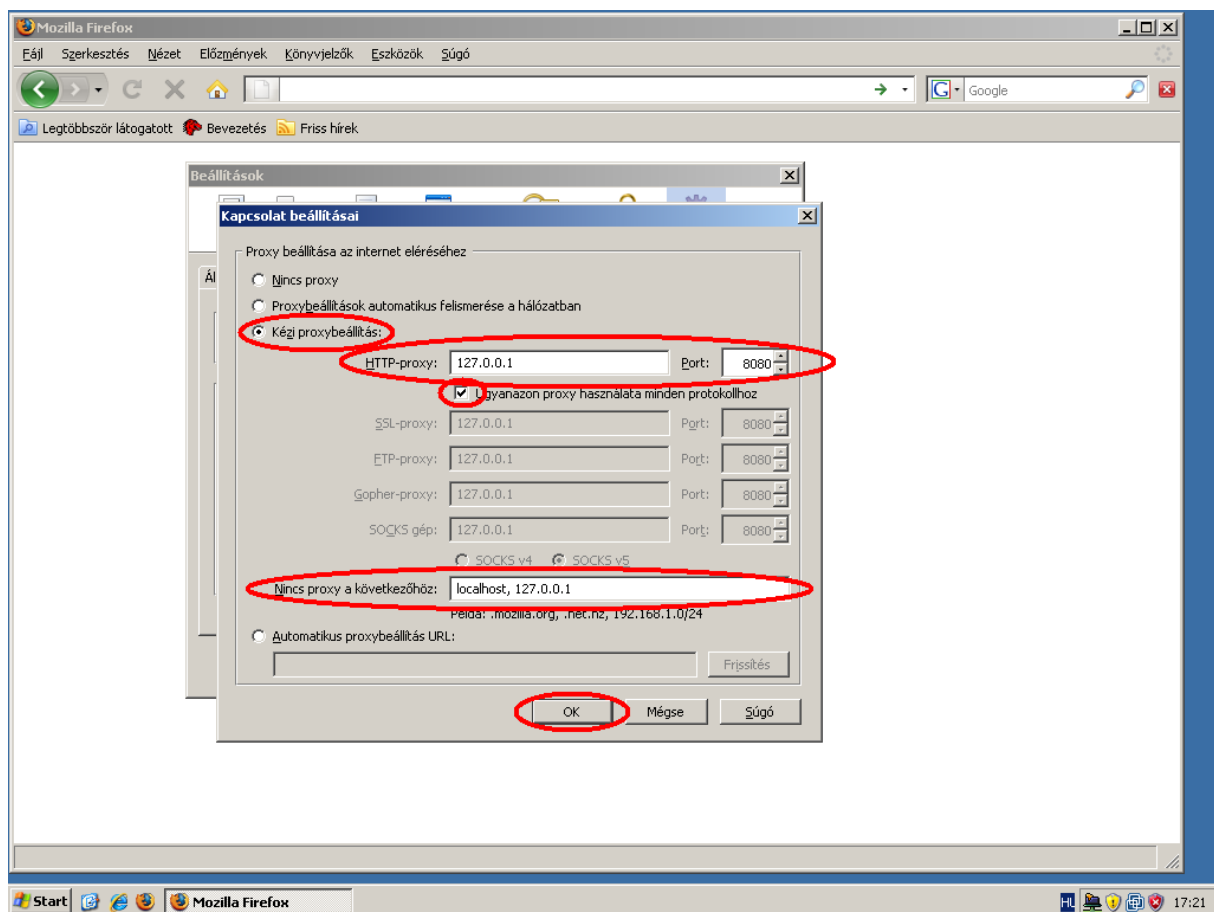 Mozilla Firefox
Fájl Szerkesztés Nézet Előzmények Könyvjelzők Eszközök Súgó
G Google
Legtöbbször látogatott Bevezetés Friss hírek
Beállítások
Kapcsolat beállításai
Proxy beállítása az internet eléréséhez
Ál
Nincs proxy
Proxybeállítások automatikus felismerése a hálózatban
Kézi proxybeállítás:
HTTP-proxy: 127.0.0.1 Port: 8080
Ugyanazon proxy használata minden protokollhoz
SSL-proxy: 127.0.0.1 Port: 8080
FTP-proxy: 127.0.0.1 Port: 8080
Gopher-proxy: 127.0.0.1 Port: 8080
SOCKS gép: 127.0.0.1 Port: 8080
SOCKS v4 SOCKS v5
Nincs proxy a következőhöz: localhost, 127.0.0.1
Példa: .mozilla.org, .net.nz, 192.168.1.0/24
Automatikus proxybeállítás URL:
Frissítés
OK Mégse Súgó
Start Mozilla Firefox HU 17:21